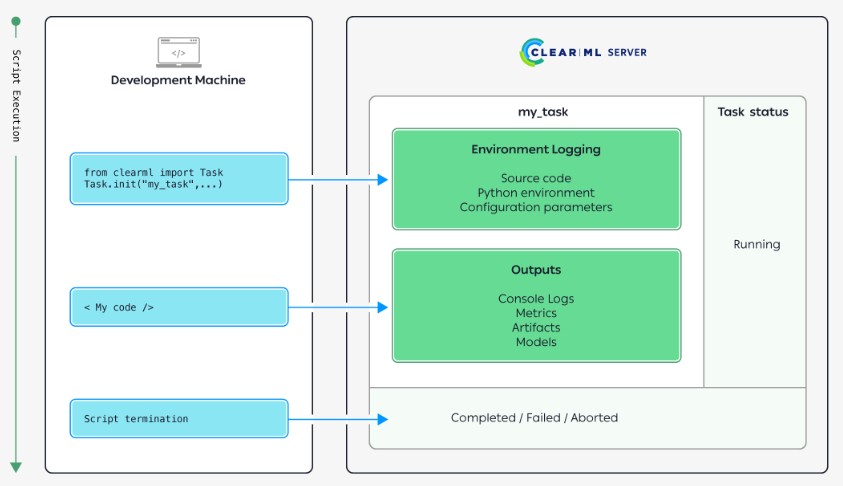 Script Execution
</>
Development Machine
from clearml import Task
Task.init("my_task",...)
< My code />
Script termination
CLEAR|ML SERVER
my_task
Task status
Environment Logging
Source code
Python environment
Configuration parameters
Outputs
Console Logs
Metrics
Artifacts
Models
Running
Completed / Failed / Aborted